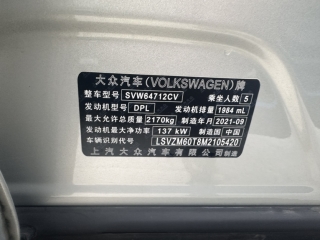 大众汽车(VOLKSWAGEN)牌
整车型号 SVW64712CV 乘坐人数 5
发动机型号 DPL 发动机排量 1984 mL
最大允许总质量 2170kg 制造年月 2021-09
发动机最大净功率 137 kW 制造国 中国
车辆识别代号 LSVZM60T8M2105420
上汽大众汽车有限公司制造